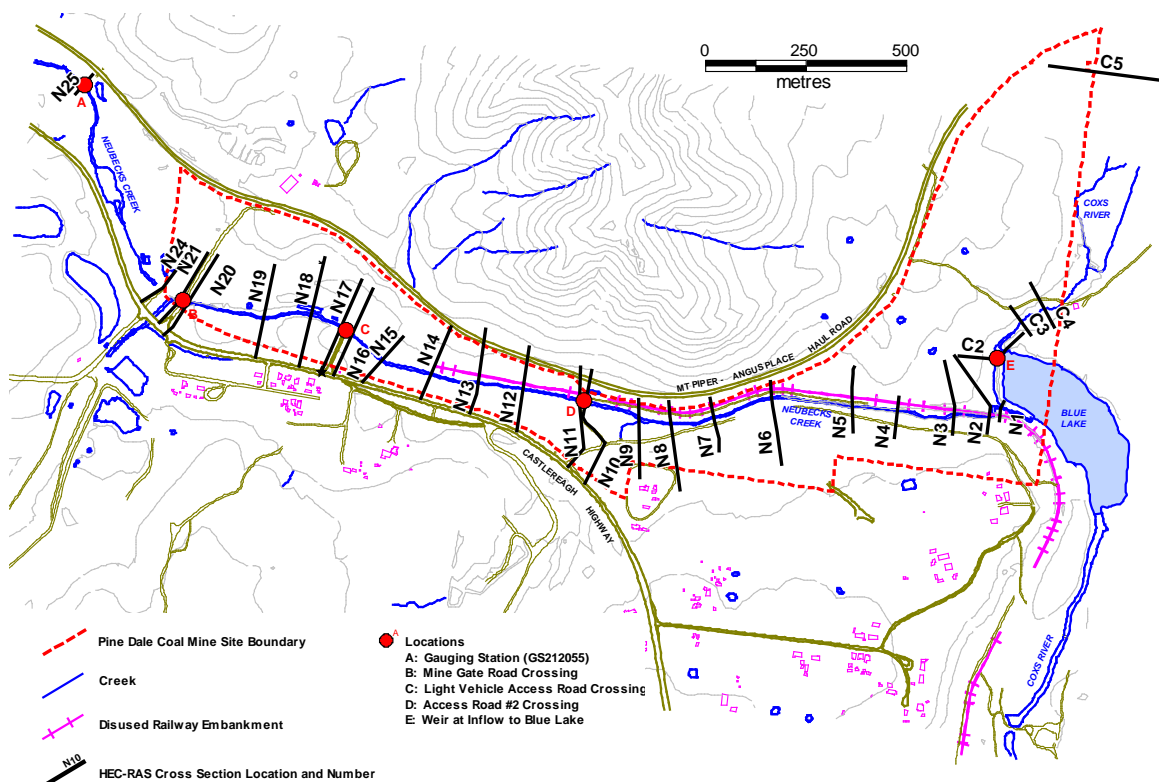 0 250 500
metres
C5
N25
A
NEUBECKS CREEK
COXS
RIVER
N24
N21
N20
N19
N18
N17
B
C
N16
N15
N14
N13
N12
MT PIPER - ANGUS PLACE HAUL ROAD
C3
C4
C2
E
D
N11
N10
N9
N8
N7
N6
NEUBECKS
CREEK
N5
N4
N3
N2
N1
BLUE
LAKE
CASTLEREAGH
HIGHWAY
COXS RIVER
Pine Dale Coal Mine Site Boundary
Creek
Disused Railway Embankment
N10
HEC-RAS Cross Section Location and Number
A
Locations
A: Gauging Station (GS212055)
B: Mine Gate Road Crossing
C: Light Vehicle Access Road Crossing
D: Access Road #2 Crossing
E: Weir at Inflow to Blue Lake